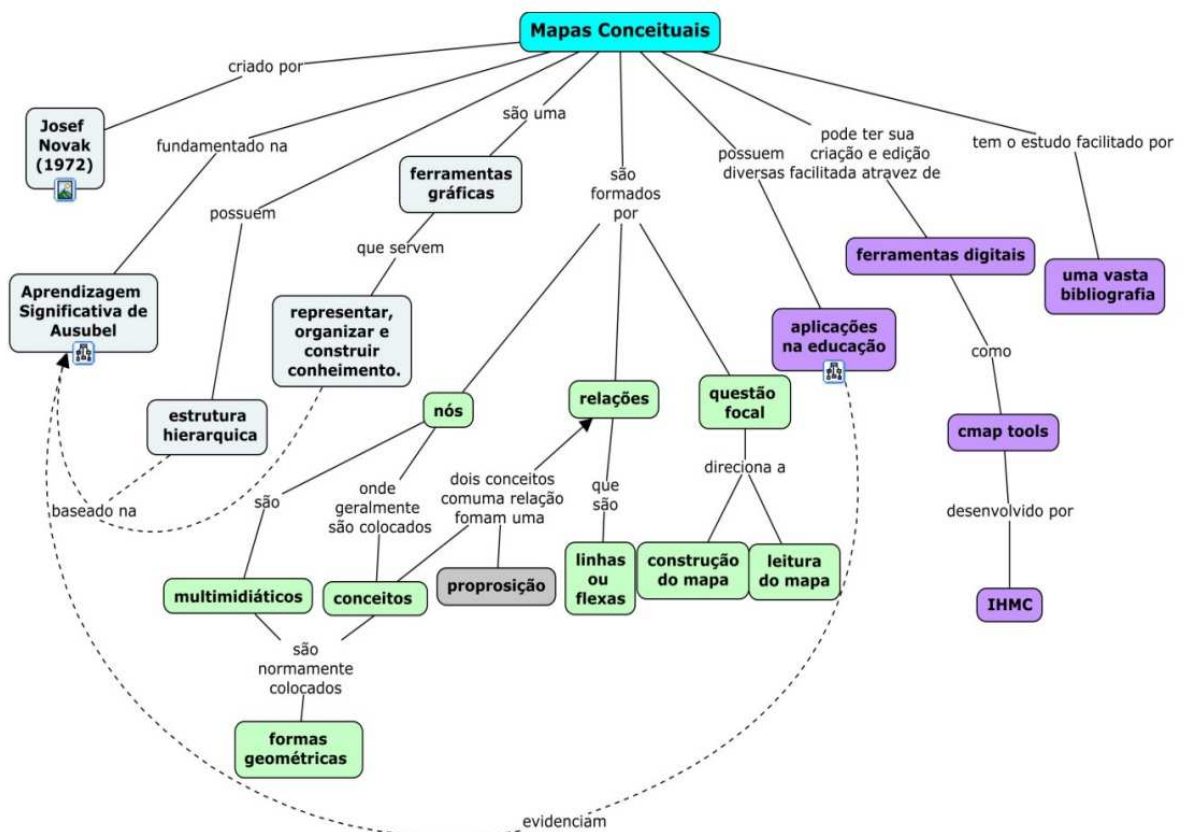 Mapas Conceituais
criado por
Josef
Novak
(1972)
fundamentado na
Aprendizagem
Significativa de
Ausubel
possuem
estrutura
hierarquica
baseado na
são uma
ferramentas
gráficas
que servem
representar,
organizar e
construir
conheimento.
são
formados
por
nós
são
multimidiáticos
onde
geralmente
são colocados
conceitos
são
normamente
colocados
formas
geométricas
dois conceitos
comuma relação
fomam uma
proprosição
relações
que
são
linhas
ou
flexas
questão
focal
direciona a
construção
do mapa
leitura
do mapa
possuem
diversas
aplicações
na educação
evidenciam
pode ter sua
criação e edição
facilitada atravez de
ferramentas digitais
como
cmap tools
desenvolvido por
IHMC
tem o estudo facilitado por
uma vasta
bibliografia